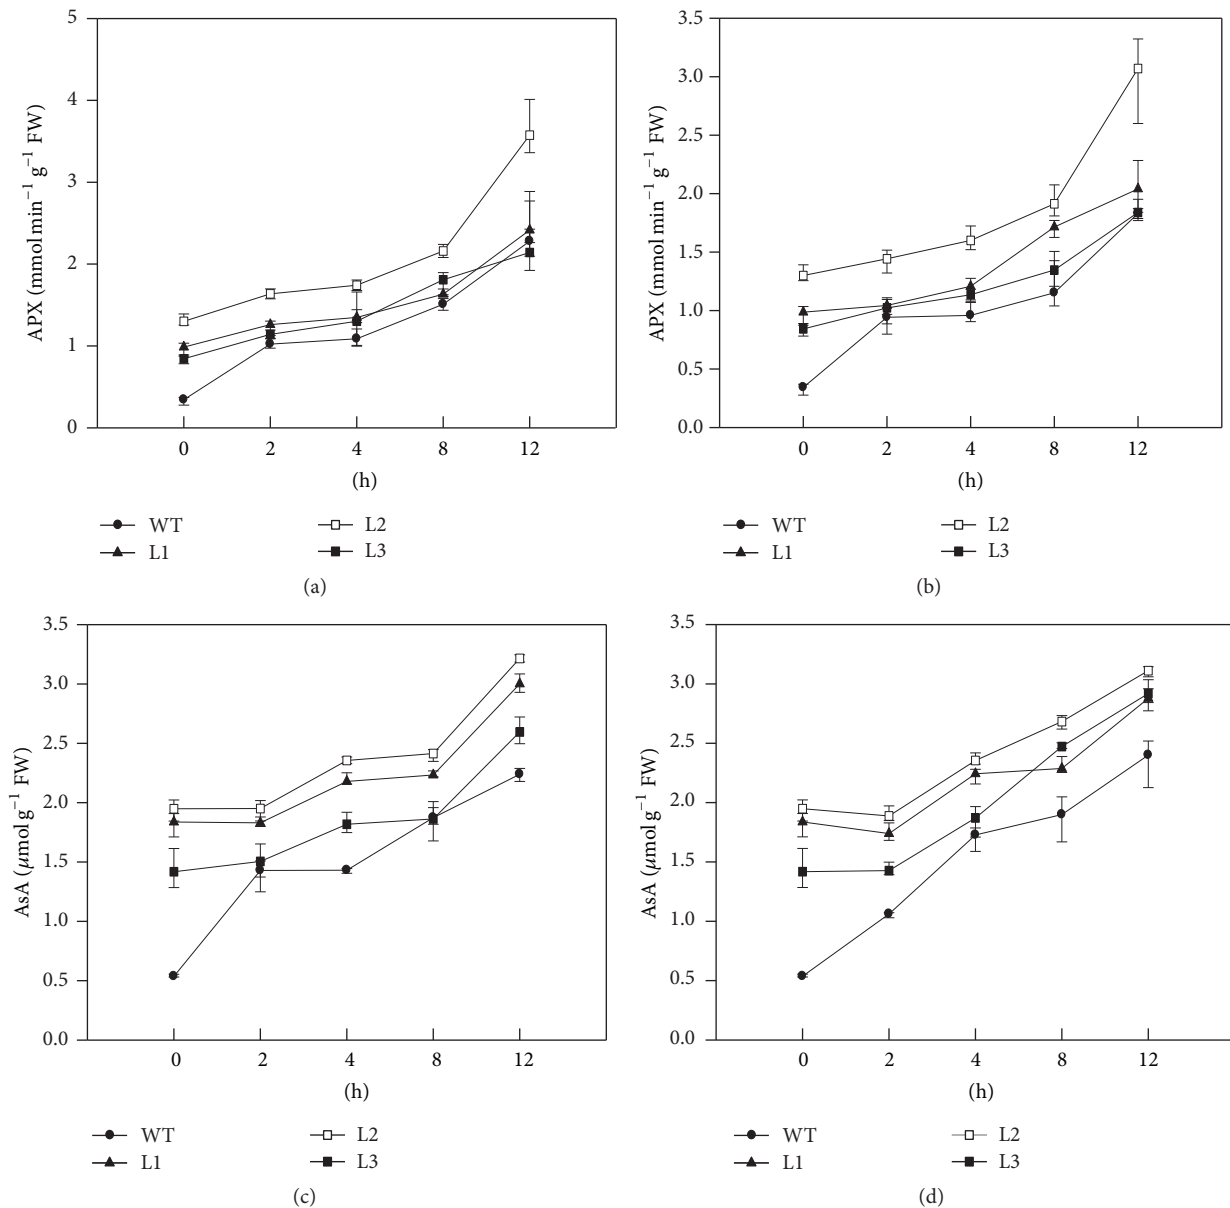 5
4
3
2
1
0
APX (mmol min⁻¹ g⁻¹ FW)
0 2 4 8 12
(h)
WT L2
L1 L3
(a)
3.5
3.0
2.5
2.0
1.5
1.0
0.5
0.0
APX (mmol min⁻¹ g⁻¹ FW)
0 2 4 8 12
(h)
WT L2
L1 L3
(b)
3.5
3.0
2.5
2.0
1.5
1.0
0.5
0.0
AsA (μmol g⁻¹ FW)
0 2 4 8 12
(h)
WT L2
L1 L3
(c)
3.5
3.0
2.5
2.0
1.5
1.0
0.5
0.0
AsA (μmol g⁻¹ FW)
0 2 4 8 12
(h)
WT L2
L1 L3
(d)